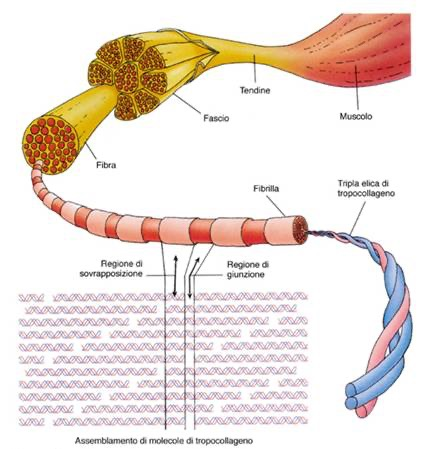 Tendine
Muscolo
Fascio
Fibra
Fibrilla
Tripla elica di
tropocollageno
Regione di
sovrapposizione
Regione di
giunzione
Assemblamento di molecole di tropocollageno